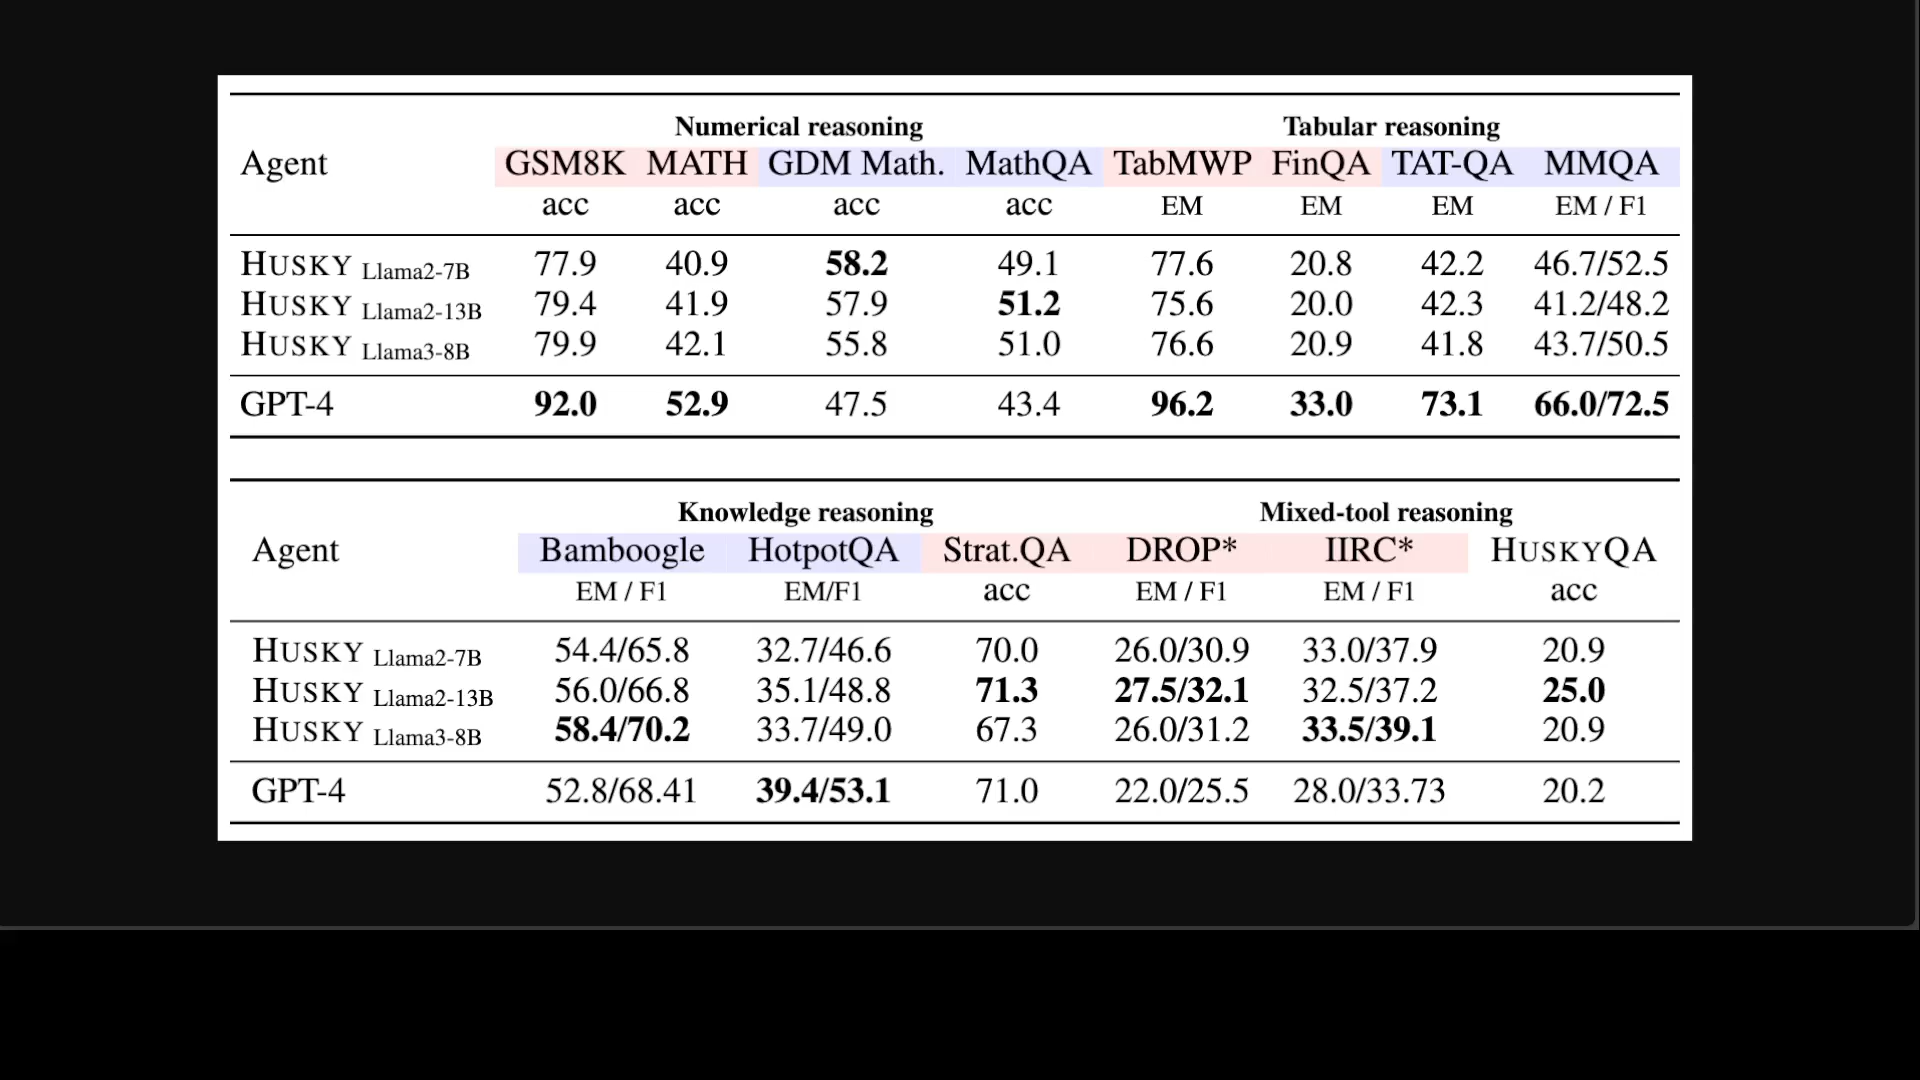 Numerical reasoning Tabular reasoning
Agent GSM8K MATH GDM Math. MathQA TabMWP FinQA TAT-QA MMQA
acc acc acc acc EM EM EM EM / F1
HUSKY Llama2-7B 77.9 40.9 58.2 49.1 77.6 20.8 42.2 46.7/52.5
HUSKY Llama2-13B 79.4 41.9 57.9 51.2 75.6 20.0 42.3 41.2/48.2
HUSKY Llama3-8B 79.9 42.1 55.8 51.0 76.6 20.9 41.8 43.7/50.5
GPT-4 92.0 52.9 47.5 43.4 96.2 33.0 73.1 66.0/72.5
Knowledge reasoning Mixed-tool reasoning
Agent Bamboogle HotpotQA Strat.QA DROP* IIRC* HUSKYQA
EM / F1 EM/F1 acc EM / F1 EM / F1 acc
HUSKY Llama2-7B 54.4/65.8 32.7/46.6 70.0 26.0/30.9 33.0/37.9 20.9
HUSKY Llama2-13B 56.0/66.8 35.1/48.8 71.3 27.5/32.1 32.5/37.2 25.0
HUSKY Llama3-8B 58.4/70.2 33.7/49.0 67.3 26.0/31.2 33.5/39.1 20.9
GPT-4 52.8/68.41 39.4/53.1 71.0 22.0/25.5 28.0/33.73 20.2